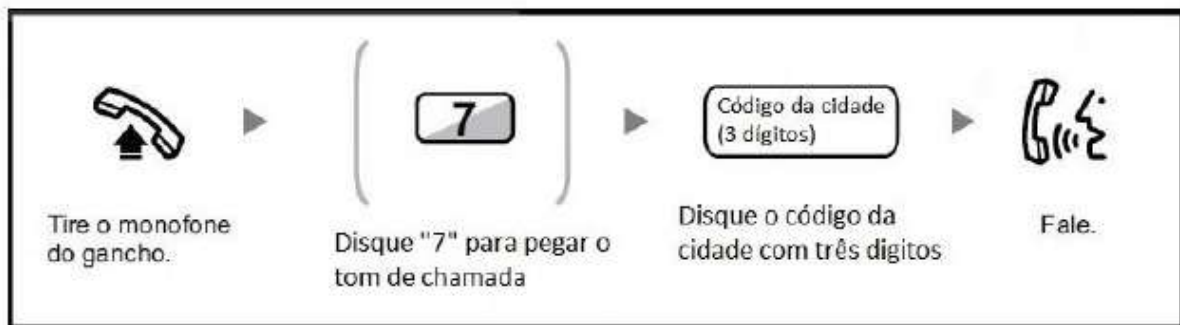 7
Código da cidade
(3 dígitos)
Tire o monofone
do gancho.
Disque "7" para pegar o
tom de chamada
Disque o código da
cidade com três digitos
Fale.